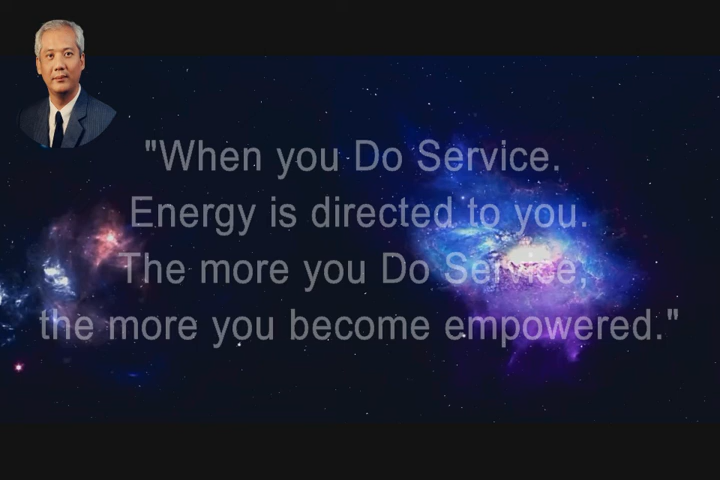 "When you Do Service.
Energy is directed to you.
The more you Do Service
the more you become empowered."